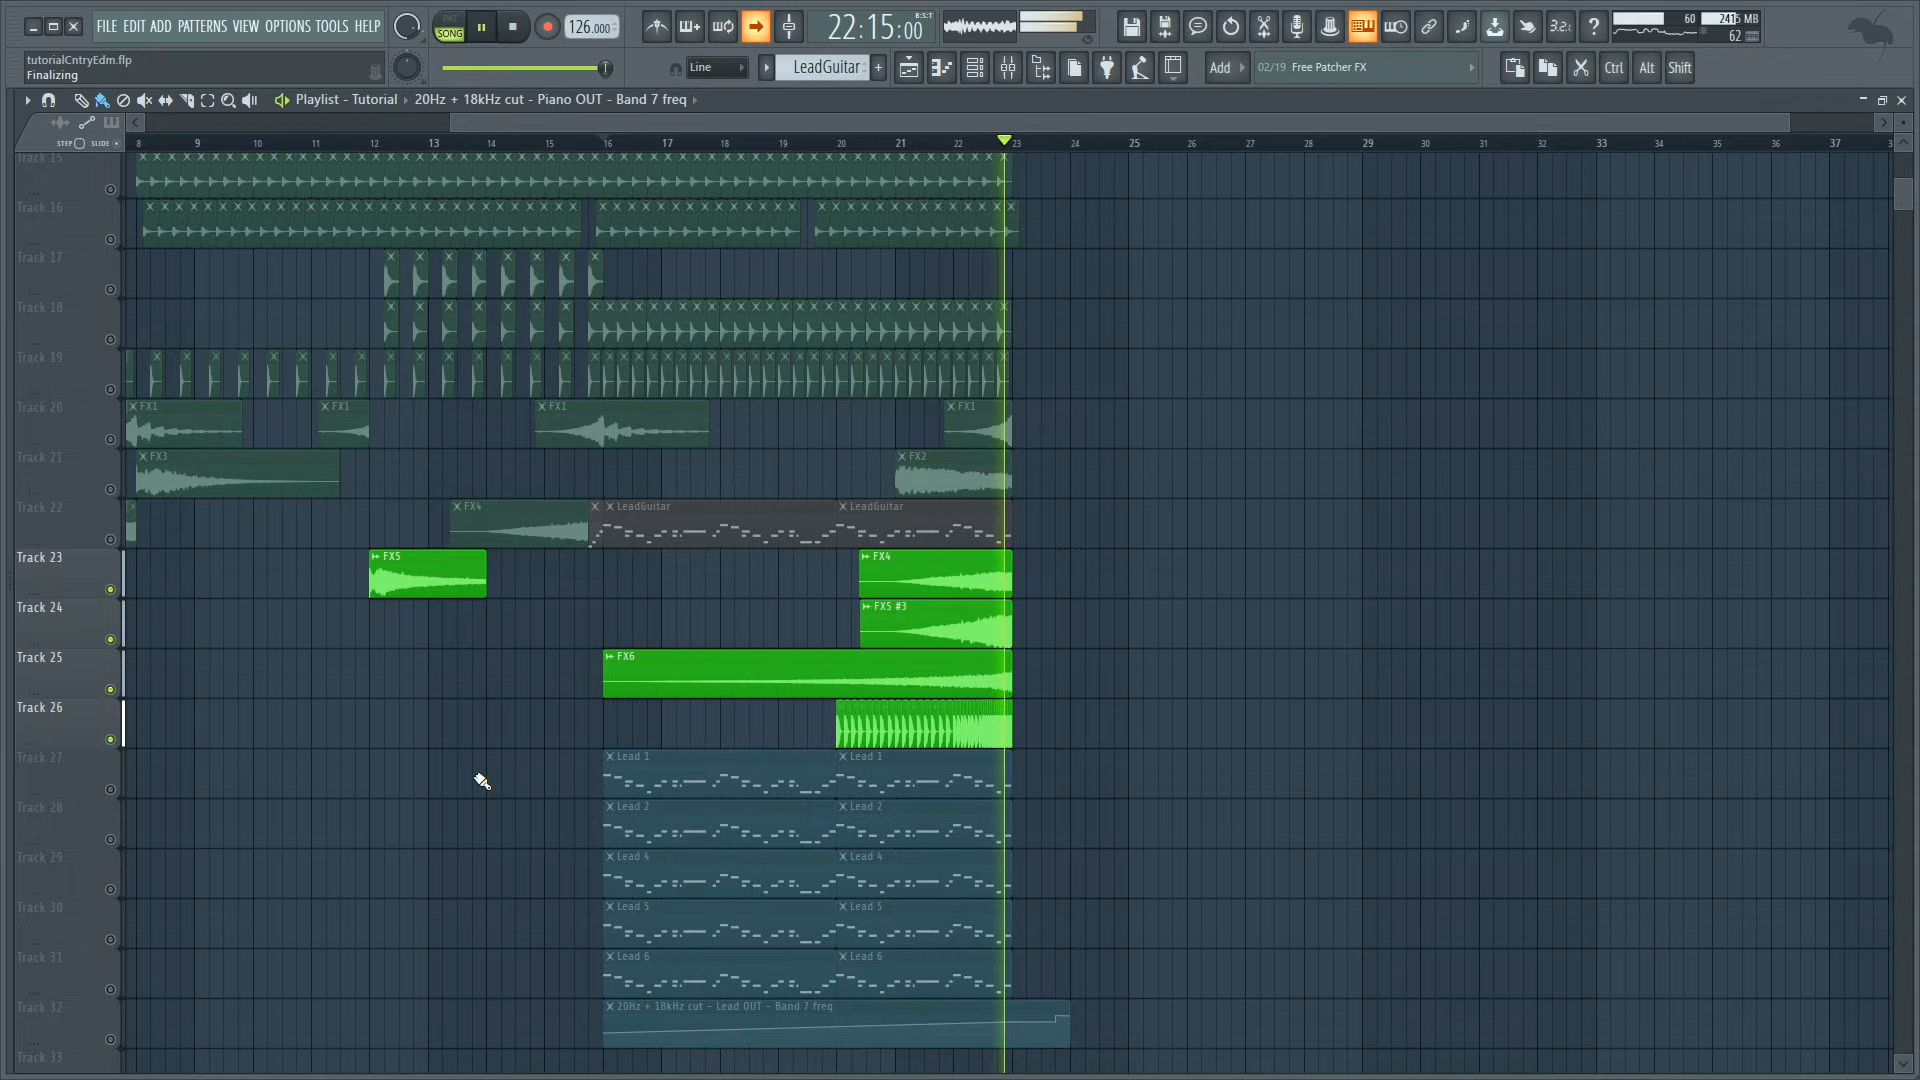 FILE EDIT ADD PATTERNS VIEW OPTIONS TOOLS HELP
PAT
SONG
126.000
22:15:00
B:S:T
3.2:
?
60
2415 MB
62
tutorialCntryEdm.flp
Finalizing
Line
LeadGuitar
+
Add
02/19 Free Patcher FX
Ctrl
Alt
Shift
Playlist - Tutorial
20Hz + 18kHz cut - Piano OUT - Band 7 freq
STEP
SLIDE
8 9 10 11 12 13 14 15 16 17 18 19 20 21 22 23 24 25 26 27 28 29 30 31 32 33 34 35 36 37 3
Track 15
Track 16
Track 17
Track 18
Track 19
Track 20
FX1
FX1
FX1
FX1
Track 21
FX3
FX2
Track 22
FX4
LeadGuitar
LeadGuitar
Track 23
FX5
FX4
Track 24
FX5 #3
Track 25
FX6
Track 26
Track 27
Lead 1
Lead 1
Track 28
Lead 2
Lead 2
Track 29
Lead 4
Lead 4
Track 30
Lead 5
Lead 5
Track 31
Lead 6
Lead 6
Track 32
20Hz + 18kHz cut - Lead OUT - Band 7 freq
Track 33